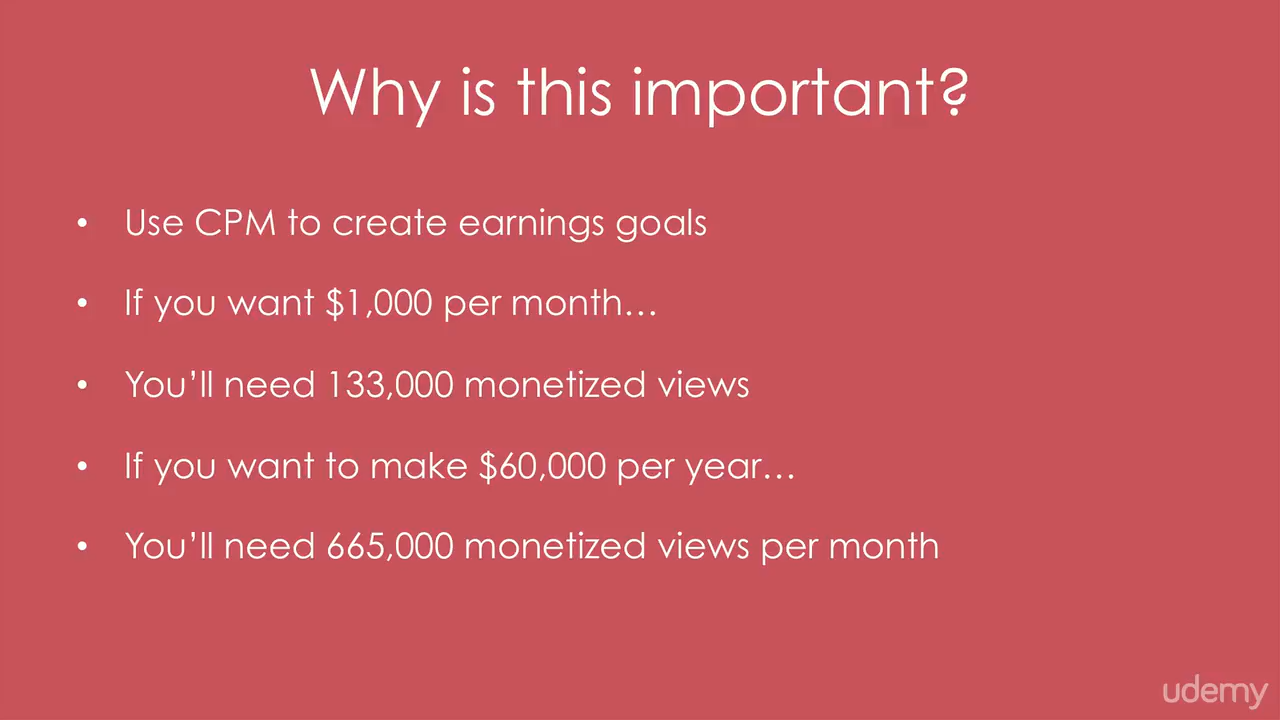 Why is this important?
• Use CPM to create earnings goals
• If you want $1,000 per month…
• You’ll need 133,000 monetized views
• If you want to make $60,000 per year…
• You’ll need 665,000 monetized views per month
udemy